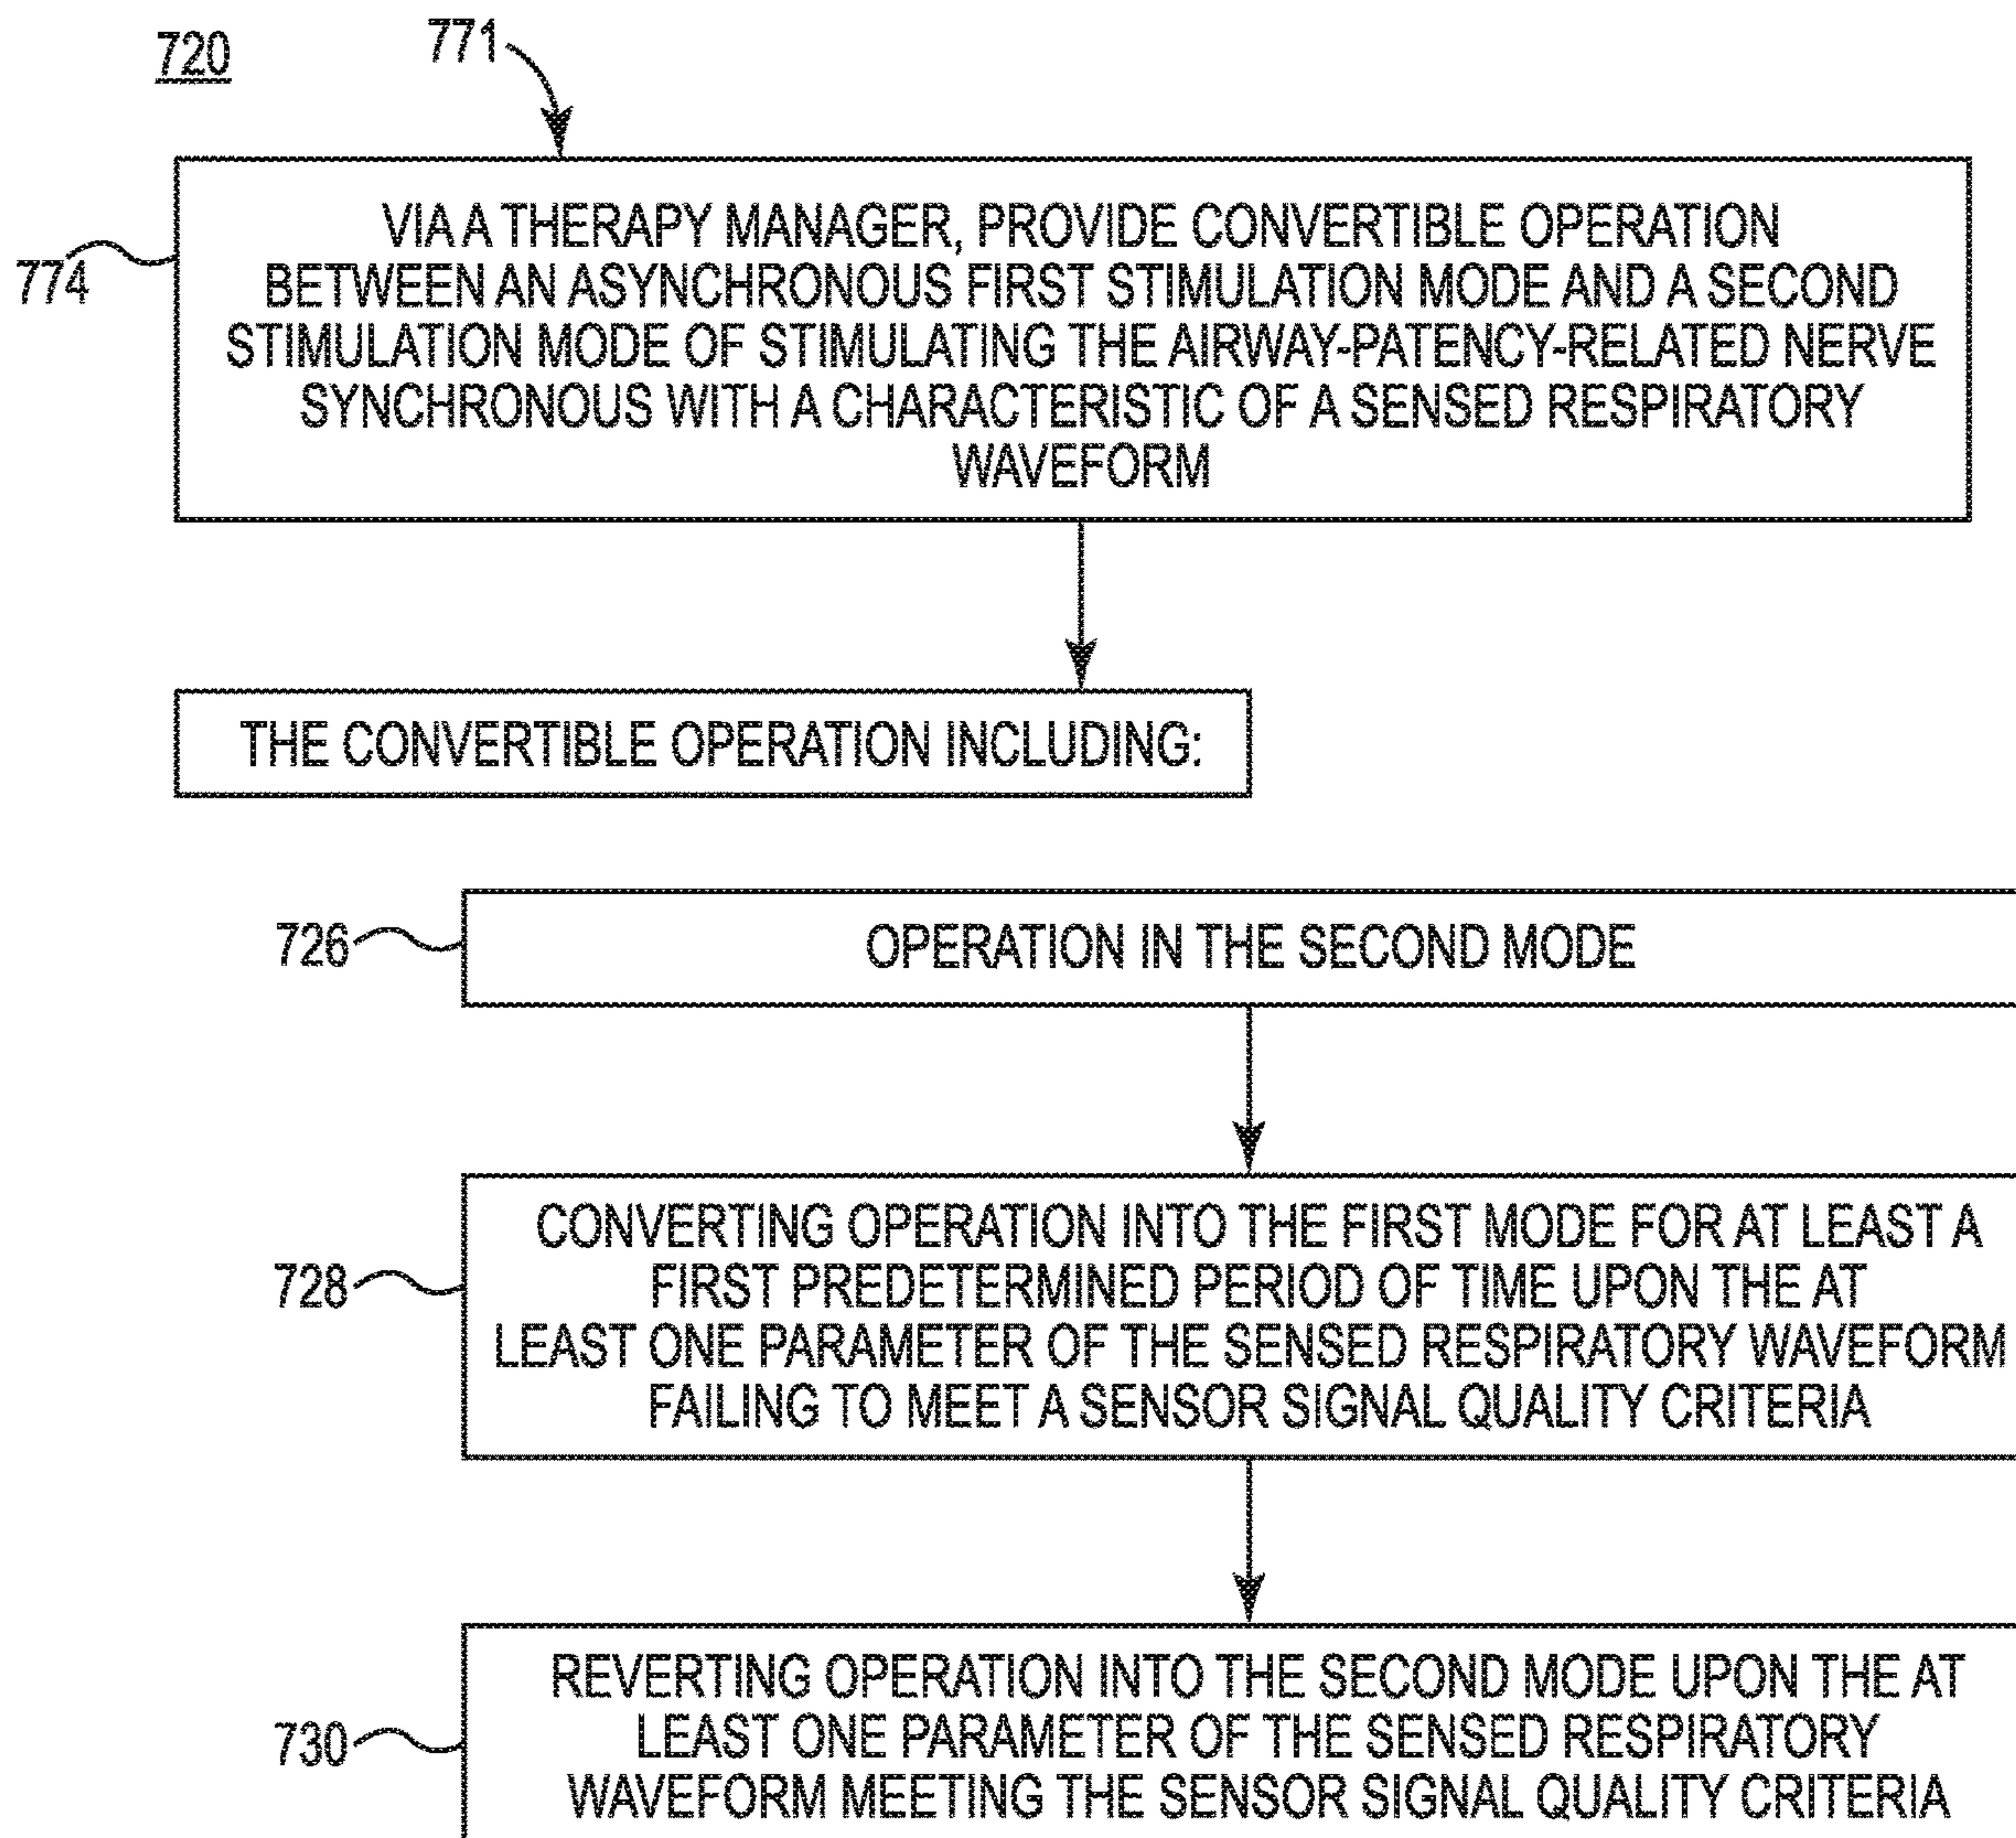 720
771
774
VIA A THERAPY MANAGER, PROVIDE CONVERTIBLE OPERATION
BETWEEN AN ASYNCHRONOUS FIRST STIMULATION MODE AND A SECOND
STIMULATION MODE OF STIMULATING THE AIRWAY-PATENCY-RELATED NERVE
SYNCHRONOUS WITH A CHARACTERISTIC OF A SENSED RESPIRATORY
WAVEFORM
THE CONVERTIBLE OPERATION INCLUDING:
726
OPERATION IN THE SECOND MODE
728
CONVERTING OPERATION INTO THE FIRST MODE FOR AT LEAST A
FIRST PREDETERMINED PERIOD OF TIME UPON THE AT
LEAST ONE PARAMETER OF THE SENSED RESPIRATORY WAVEFORM
FAILING TO MEET A SENSOR SIGNAL QUALITY CRITERIA
730
REVERTING OPERATION INTO THE SECOND MODE UPON THE AT
LEAST ONE PARAMETER OF THE SENSED RESPIRATORY
WAVEFORM MEETING THE SENSOR SIGNAL QUALITY CRITERIA